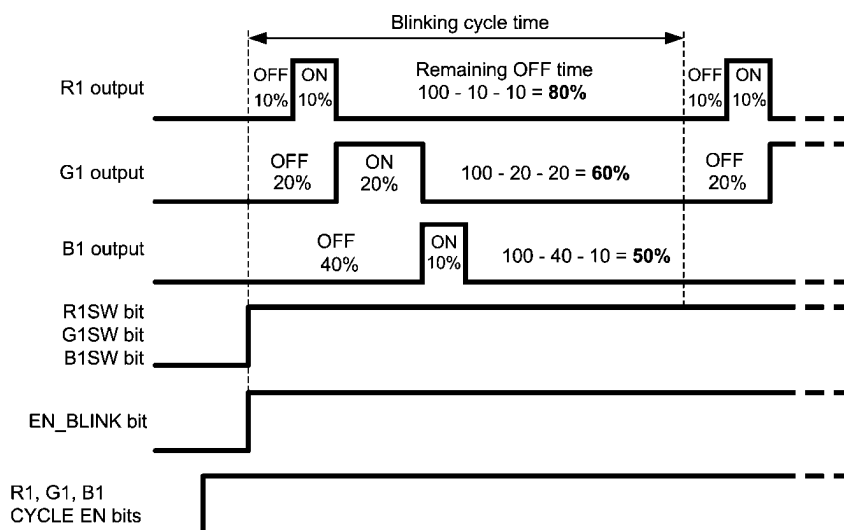 Blinking cycle time
R1 output
OFF
10%
ON
10%
Remaining OFF time
100 - 10 - 10 = 80%
OFF
10%
ON
10%
G1 output
OFF
20%
ON
20%
100 - 20 - 20 = 60%
OFF
20%
B1 output
OFF
40%
ON
10%
100 - 40 - 10 = 50%
R1SW bit
G1SW bit
B1SW bit
EN_BLINK bit
R1, G1, B1
CYCLE EN bits